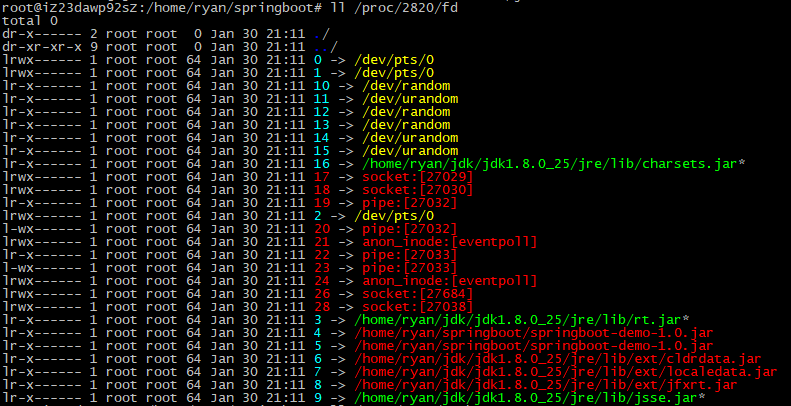 root@iZ23dawp92sZ:/home/ryan/springboot# ll /proc/2820/fd
total 0
dr-x------ 2 root root  0 Jan 30 21:11 ./
dr-xr-xr-x 9 root root  0 Jan 30 21:11 ../
lrwx------ 1 root root 64 Jan 30 21:11 0 -> /dev/pts/0
lrwx------ 1 root root 64 Jan 30 21:11 1 -> /dev/pts/0
lr-x------ 1 root root 64 Jan 30 21:11 10 -> /dev/random
lr-x------ 1 root root 64 Jan 30 21:11 11 -> /dev/urandom
lr-x------ 1 root root 64 Jan 30 21:11 12 -> /dev/random
lr-x------ 1 root root 64 Jan 30 21:11 13 -> /dev/random
lr-x------ 1 root root 64 Jan 30 21:11 14 -> /dev/urandom
lr-x------ 1 root root 64 Jan 30 21:11 15 -> /dev/urandom
lr-x------ 1 root root 64 Jan 30 21:11 16 -> /home/ryan/jdk/jdk1.8.0_25/jre/lib/charsets.jar*
lrwx------ 1 root root 64 Jan 30 21:11 17 -> socket:[27029]
lrwx------ 1 root root 64 Jan 30 21:11 18 -> socket:[27030]
lr-x------ 1 root root 64 Jan 30 21:11 19 -> pipe:[27032]
lrwx------ 1 root root 64 Jan 30 21:11 2 -> /dev/pts/0
l-wx------ 1 root root 64 Jan 30 21:11 20 -> pipe:[27032]
lrwx------ 1 root root 64 Jan 30 21:11 21 -> anon_inode:[eventpoll]
lr-x------ 1 root root 64 Jan 30 21:11 22 -> pipe:[27033]
l-wx------ 1 root root 64 Jan 30 21:11 23 -> pipe:[27033]
lrwx------ 1 root root 64 Jan 30 21:11 24 -> anon_inode:[eventpoll]
lrwx------ 1 root root 64 Jan 30 21:11 26 -> socket:[27684]
lrwx------ 1 root root 64 Jan 30 21:11 28 -> socket:[27038]
lr-x------ 1 root root 64 Jan 30 21:11 3 -> /home/ryan/jdk/jdk1.8.0_25/jre/lib/rt.jar*
lr-x------ 1 root root 64 Jan 30 21:11 4 -> /home/ryan/springboot/springboot-demo-1.0.jar
lr-x------ 1 root root 64 Jan 30 21:11 5 -> /home/ryan/springboot/springboot-demo-1.0.jar
lr-x------ 1 root root 64 Jan 30 21:11 6 -> /home/ryan/jdk/jdk1.8.0_25/jre/lib/ext/cldrdata.jar
lr-x------ 1 root root 64 Jan 30 21:11 7 -> /home/ryan/jdk/jdk1.8.0_25/jre/lib/ext/localedata.jar
lr-x------ 1 root root 64 Jan 30 21:11 8 -> /home/ryan/jdk/jdk1.8.0_25/jre/lib/ext/jfxrt.jar
lr-x------ 1 root root 64 Jan 30 21:11 9 -> /home/ryan/jdk/jdk1.8.0_25/jre/lib/jsse.jar*